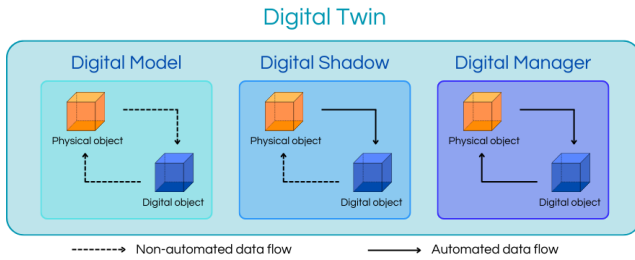 Digital Twin
Digital Model
Digital Shadow
Digital Manager
Physical object
Digital object
Physical object
Digital object
Physical object
Digital object
Non-automated data flow
Automated data flow